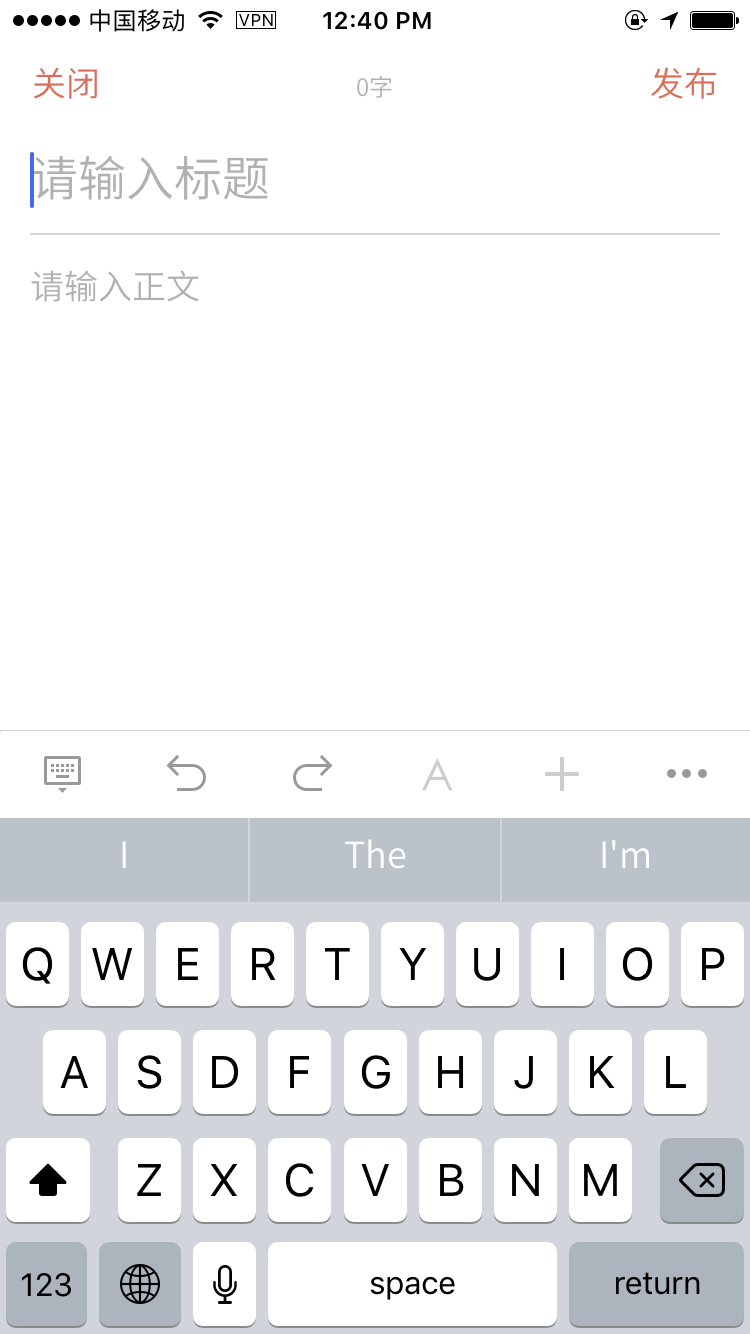 中国移动 VPN 12:40 PM
关闭 0字 发布
请输入标题
请输入正文
A
I The I'm
Q W E R T Y U I O P
A S D F G H J K L
Z X C V B N M
123 space return